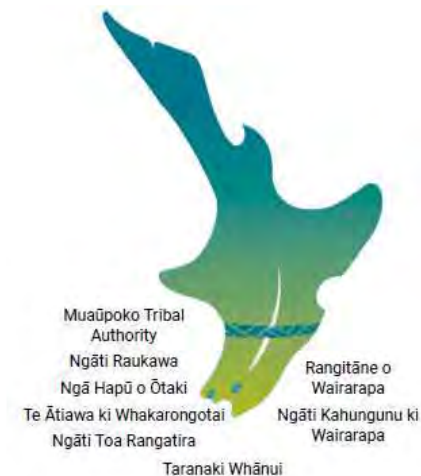 Muaūpoko Tribal
Authority
Ngāti Raukawa
Ngā Hapū o Ōtaki
Te Ātiawa ki Whakarongotai
Ngāti Toa Rangatira
Rangitāne o
Wairarapa
Ngāti Kahungunu ki
Wairarapa
Taranaki Whānui